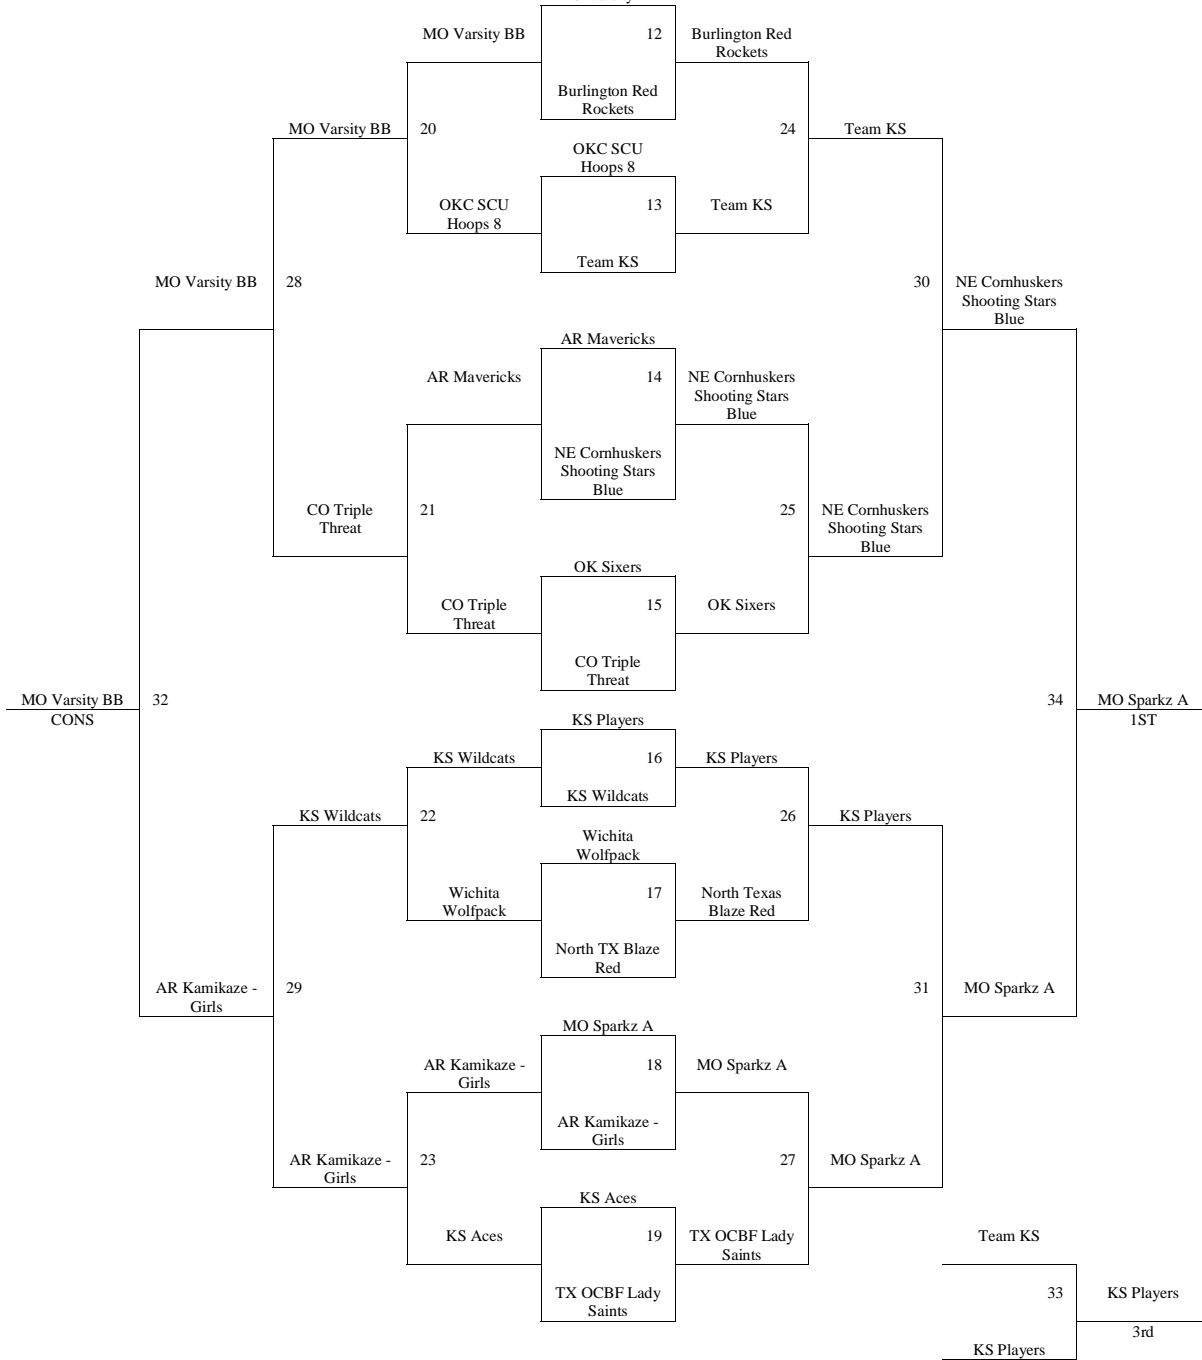 MO Varsity BB
12
Burlington Red
Rockets
Burlington Red
Rockets
MO Varsity BB
20
24
Team KS
OKC SCU
Hoops 8
OKC SCU
Hoops 8
13
Team KS
Team KS
MO Varsity BB
28
30
NE Cornhuskers
Shooting Stars
Blue
AR Mavericks
AR Mavericks
14
NE Cornhuskers
Shooting Stars
Blue
NE Cornhuskers
Shooting Stars
Blue
CO Triple
Threat
21
25
NE Cornhuskers
Shooting Stars
Blue
OK Sixers
CO Triple
Threat
15
OK Sixers
CO Triple
Threat
MO Varsity BB
CONS
32
34
MO Sparkz A
1ST
KS Players
KS Wildcats
16
KS Players
KS Wildcats
KS Wildcats
22
26
KS Players
Wichita
Wolfpack
Wichita
Wolfpack
17
North Texas
Blaze Red
North TX Blaze
Red
AR Kamikaze -
Girls
29
31
MO Sparkz A
MO Sparkz A
AR Kamikaze -
Girls
18
MO Sparkz A
AR Kamikaze -
Girls
AR Kamikaze -
Girls
23
27
MO Sparkz A
KS Aces
KS Aces
19
TX OCBF Lady
Saints
TX OCBF Lady
Saints
Team KS
33
KS Players
3rd
KS Players